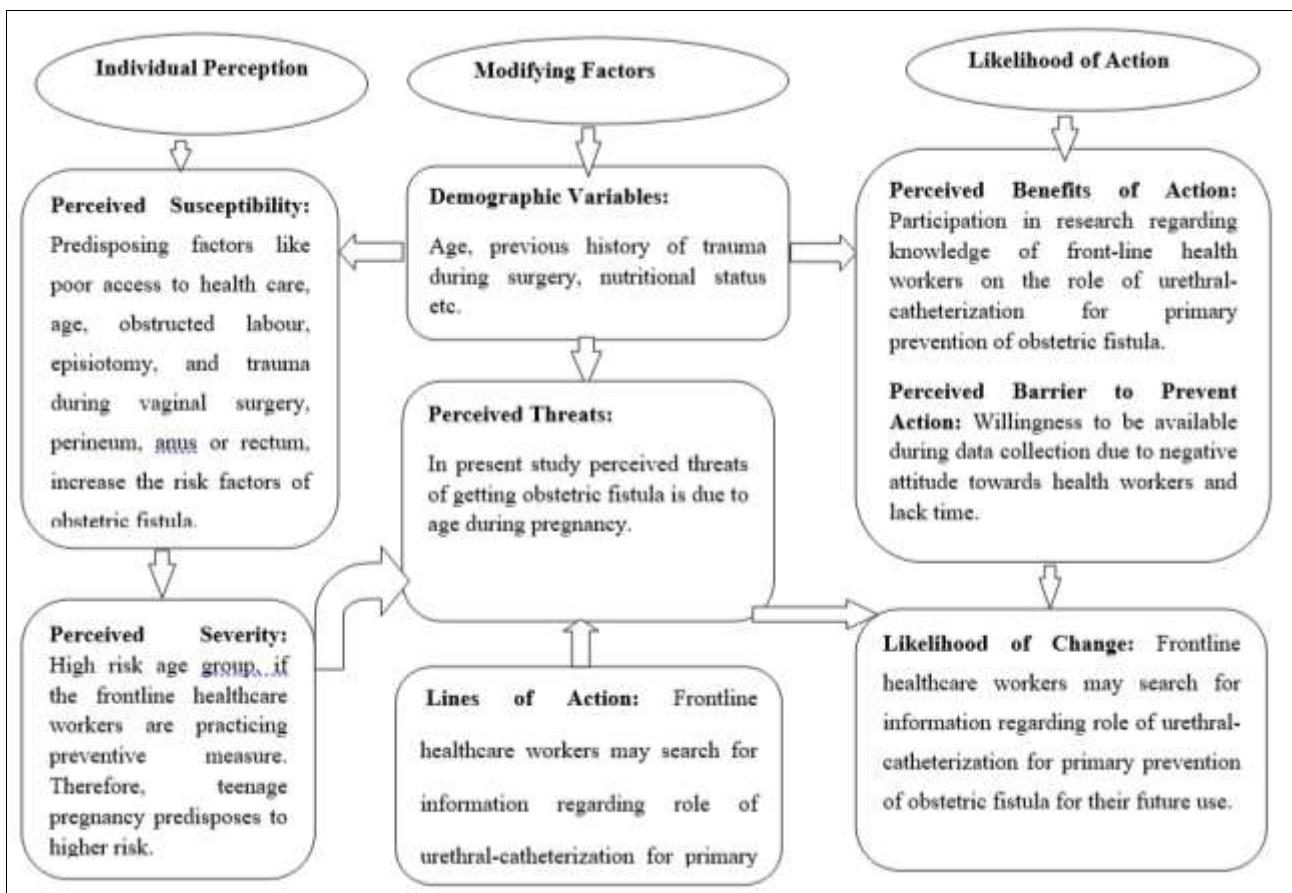 Individual Perception
Modifying Factors
Likelihood of Action
Perceived Susceptibility:
Predisposing factors like
poor access to health care,
age, obstructed labour,
episiotomy, and trauma
during vaginal surgery,
perineum, anus or rectum,
increase the risk factors of
obstetric fistula.
Perceived Severity:
High risk age group, if
the frontline healthcare
workers are practicing
preventive measure.
Therefore, teenage
pregnancy predisposes to
higher risk.
Demographic Variables:
Age, previous history of trauma
during surgery, nutritional status
etc.
Perceived Threats:
In present study perceived threats
of getting obstetric fistula is due to
age during pregnancy.
Lines of Action: Frontline
healthcare workers may search for
information regarding role of
urethral-catheterization for primary
Perceived Benefits of Action:
Participation in research regarding
knowledge of front-line health
workers on the role of urethral-
catheterization for primary
prevention of obstetric fistula.
Perceived Barrier to Prevent
Action: Willingness to be available
during data collection due to negative
attitude towards health workers and
lack time.
Likelihood of Change: Frontline
healthcare workers may search for
information regarding role of urethral-
catheterization for primary prevention
of obstetric fistula for their future use.